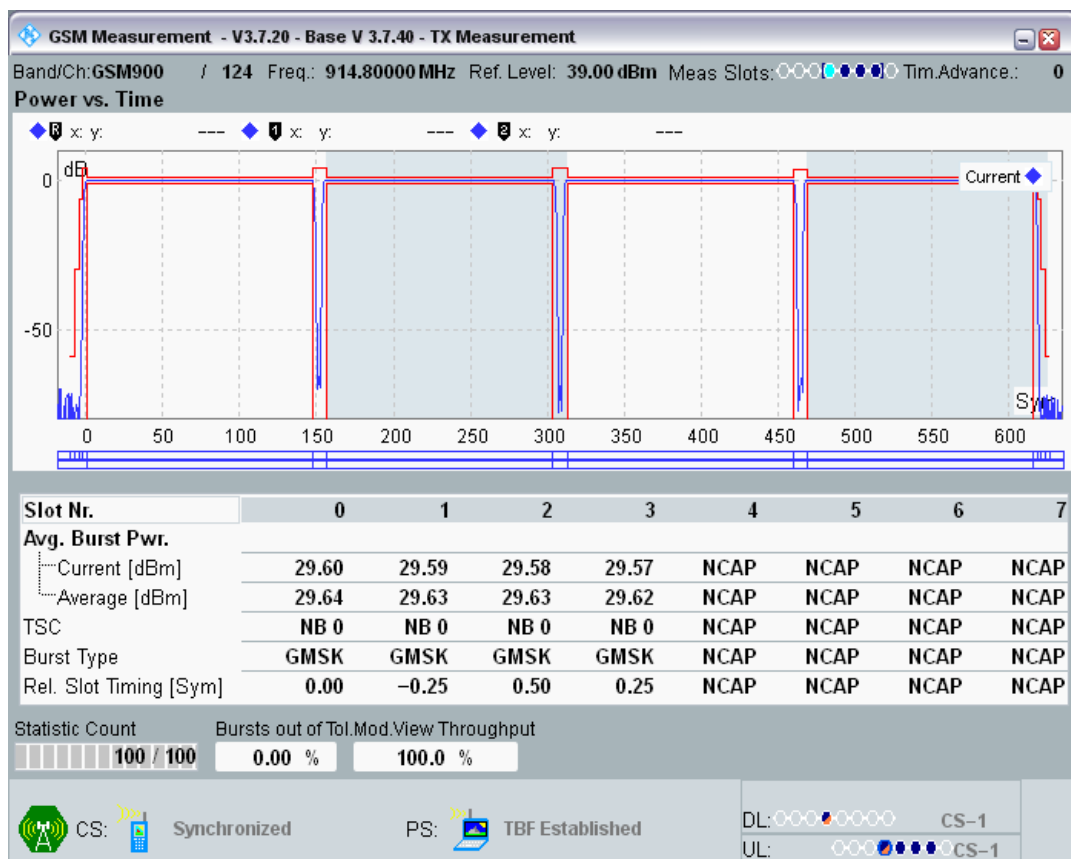 GSM Measurement - V3.7.20 - Base V 3.7.40 - TX Measurement
Band/Ch:GSM900 / 124 Freq.: 914.80000 MHz Ref. Level: 39.00 dBm Meas Slots: Tim.Advance.: 0
Power vs. Time
R x: y: --- 1 x: y: --- 2 x: y: ---
dB
Current
0
-50
Sym
0 50 100 150 200 250 300 350 400 450 500 550 600
Slot Nr. 0 1 2 3 4 5 6 7
Avg. Burst Pwr.
Current [dBm] 29.60 29.59 29.58 29.57 NCAP NCAP NCAP NCAP
Average [dBm] 29.64 29.63 29.63 29.62 NCAP NCAP NCAP NCAP
TSC NB 0 NB 0 NB 0 NB 0 NCAP NCAP NCAP NCAP
Burst Type GMSK GMSK GMSK GMSK NCAP NCAP NCAP NCAP
Rel. Slot Timing [Sym] 0.00 −0.25 0.50 0.25 NCAP NCAP NCAP NCAP
Statistic Count Bursts out of Tol. Mod.View Throughput
100 / 100 0.00 % 100.0 %
CS: Synchronized PS: TBF Established DL: CS−1
UL: CS−1